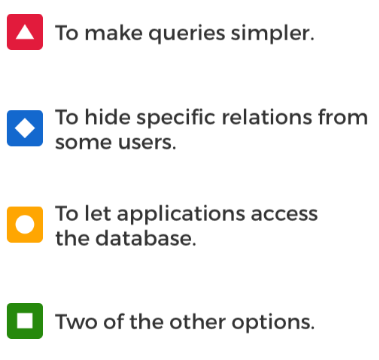 To make queries simpler.
To hide specific relations from
some users.
To let applications access
the database.
Two of the other options.